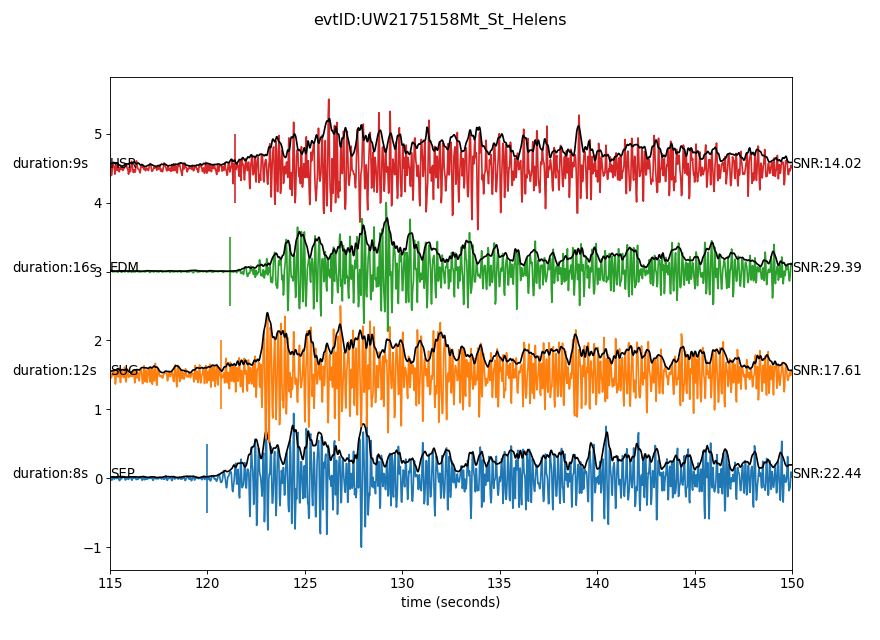 evtID:UW2175158Mt_St_Helens
5
duration:9s HSR SNR:14.02
4
duration:16s 3 EDM SNR:29.39
2
duration:12s SUG SNR:17.61
1
duration:8s 0 SEP SNR:22.44
−1
115 120 125 130 135 140 145 150
time (seconds)